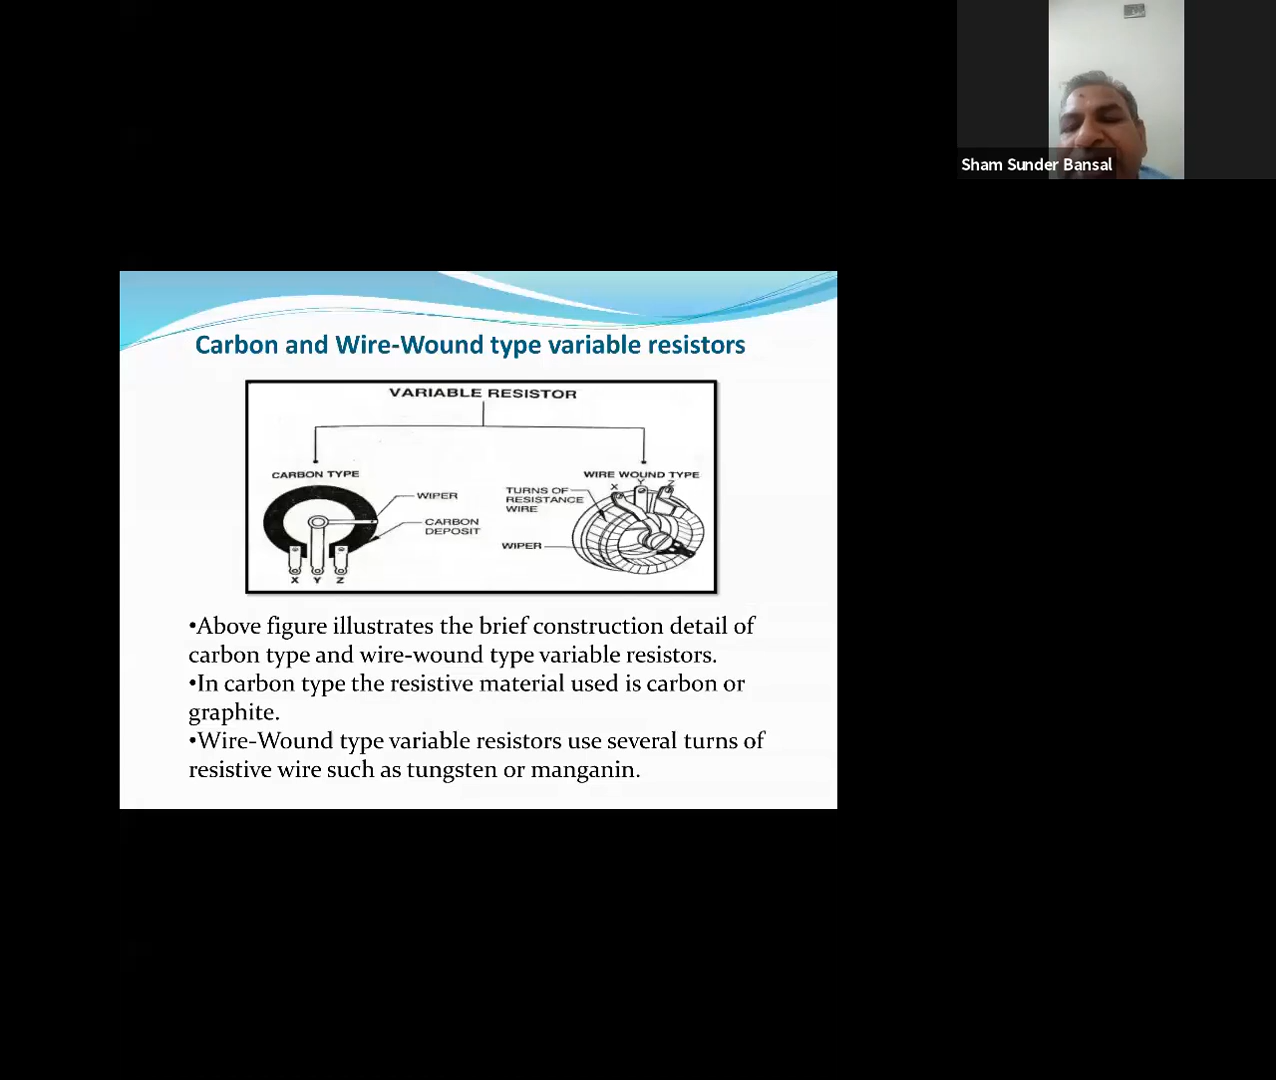 Sham Sunder Bansal
Carbon and Wire-Wound type variable resistors
VARIABLE RESISTOR
CARBON TYPE
WIPER
CARBON
DEPOSIT
X Y Z
WIRE WOUND TYPE
X Y Z
TURNS OF
RESISTANCE
WIRE
WIPER
•Above figure illustrates the brief construction detail of
carbon type and wire-wound type variable resistors.
•In carbon type the resistive material used is carbon or
graphite.
•Wire-Wound type variable resistors use several turns of
resistive wire such as tungsten or manganin.